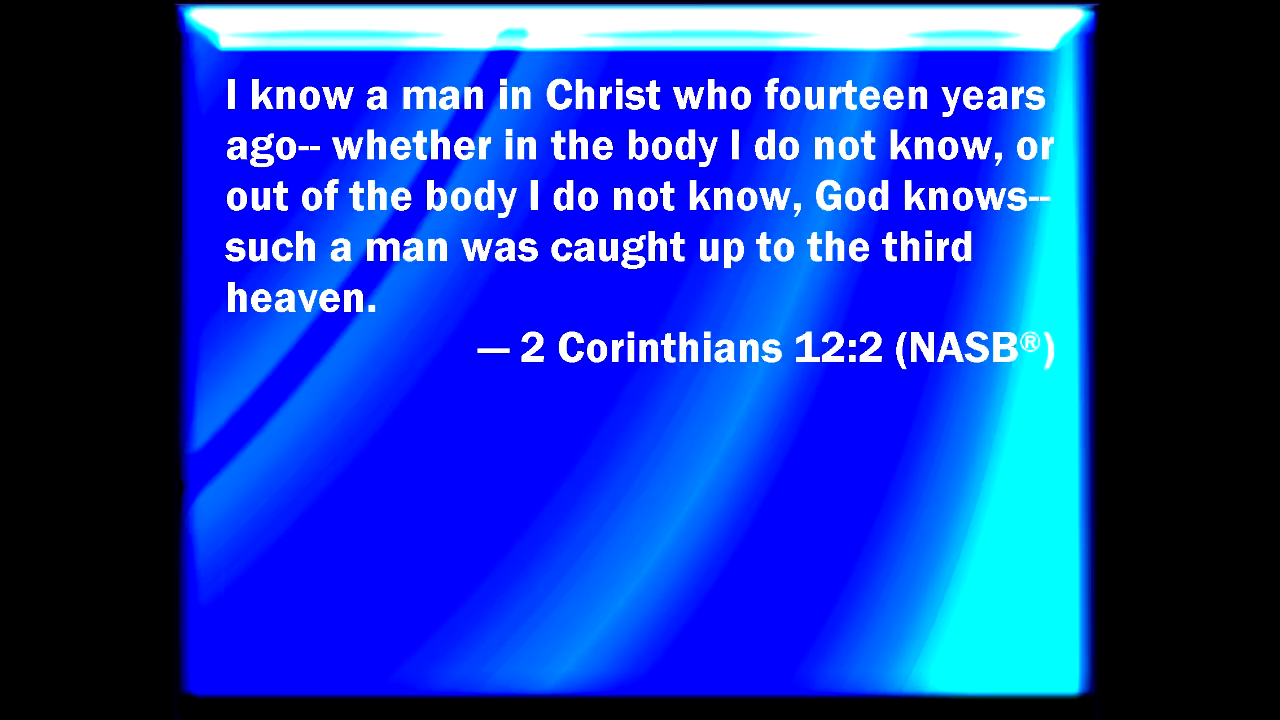 I know a man in Christ who fourteen years
ago-- whether in the body I do not know, or
out of the body I do not know, God knows--
such a man was caught up to the third
heaven.
— 2 Corinthians 12:2 (NASB®)